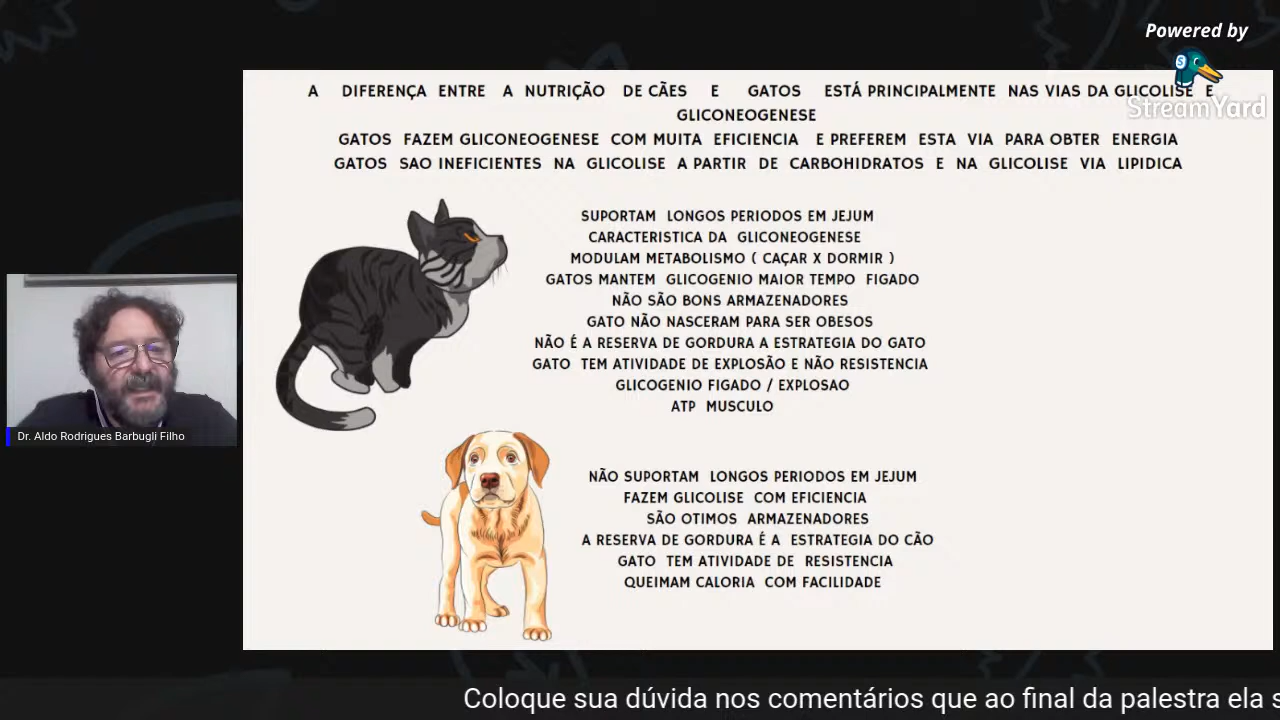 Powered by
StreamYard
A DIFERENÇA ENTRE A NUTRIÇÃO DE CÃES E GATOS ESTÁ PRINCIPALMENTE NAS VIAS DA GLICOLISE E
GLICONEOGENESE
GATOS FAZEM GLICONEOGENESE COM MUITA EFICIENCIA E PREFEREM ESTA VIA PARA OBTER ENERGIA
GATOS SAO INEFICIENTES NA GLICOLISE A PARTIR DE CARBOHIDRATOS E NA GLICOLISE VIA LIPIDICA
SUPORTAM LONGOS PERIODOS EM JEJUM
CARACTERISTICA DA GLICONEOGENESE
MODULAM METABOLISMO ( CAÇAR X DORMIR )
GATOS MANTEM GLICOGENIO MAIOR TEMPO FIGADO
NÃO SÃO BONS ARMAZENADORES
GATO NÃO NASCERAM PARA SER OBESOS
NÃO É A RESERVA DE GORDURA A ESTRATEGIA DO GATO
GATO TEM ATIVIDADE DE EXPLOSÃO E NÃO RESISTENCIA
GLICOGENIO FIGADO / EXPLOSAO
ATP MUSCULO
Dr. Aldo Rodrigues Barbugli Filho
NÃO SUPORTAM LONGOS PERIODOS EM JEJUM
FAZEM GLICOLISE COM EFICIENCIA
SÃO OTIMOS ARMAZENADORES
A RESERVA DE GORDURA É A ESTRATEGIA DO CÃO
GATO TEM ATIVIDADE DE RESISTENCIA
QUEIMAM CALORIA COM FACILIDADE
Coloque sua dúvida nos comentários que ao final da palestra ela s